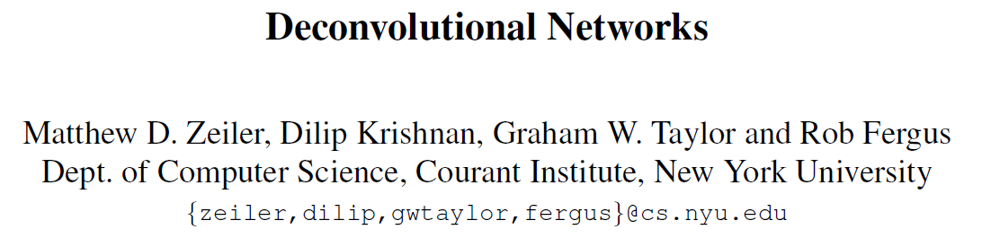 Deconvolutional Networks
Matthew D. Zeiler, Dilip Krishnan, Graham W. Taylor and Rob Fergus
Dept. of Computer Science, Courant Institute, New York University
{zeiler,dilip,gwtaylor,fergus}@cs.nyu.edu